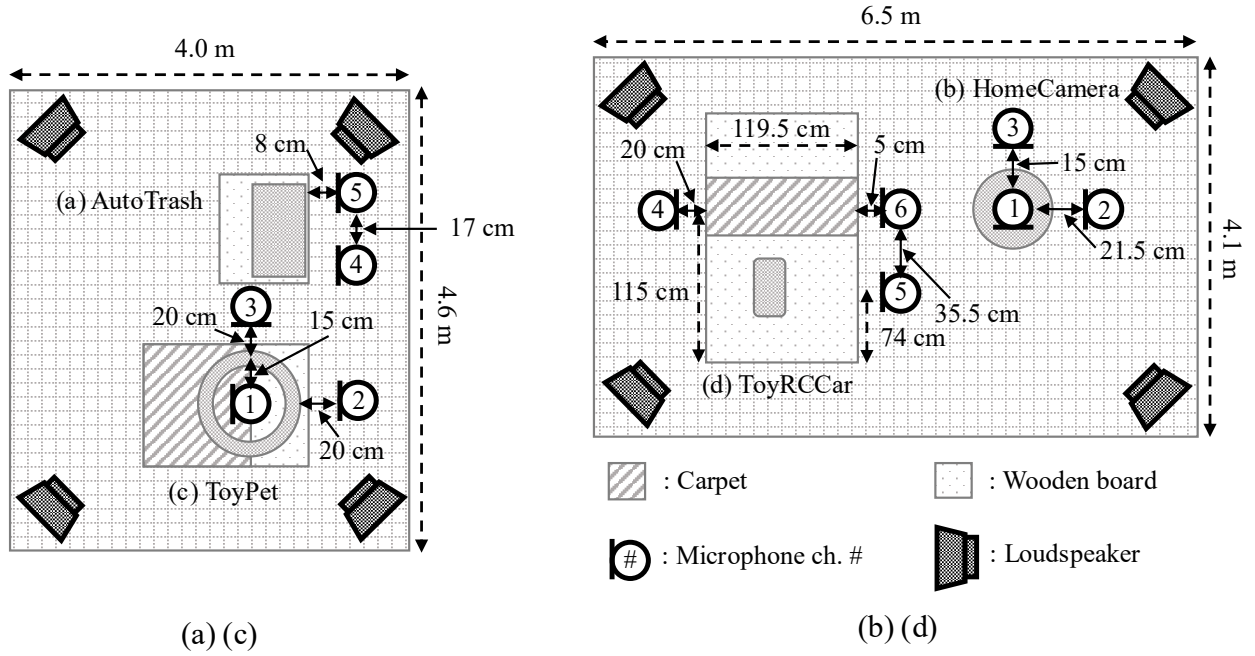 4.0 m
8 cm
(a) AutoTrash
5
17 cm
4
3
20 cm
15 cm
4.6 m
1
2
20 cm
(c) ToyPet
(a) (c)
6.5 m
(b) HomeCamera
3
119.5 cm
20 cm
5 cm
15 cm
4
6
1
2
21.5 cm
4.1 m
115 cm
5
35.5 cm
74 cm
(d) ToyRCCar
: Carpet
: Wooden board
# : Microphone ch. #
: Loudspeaker
(b) (d)